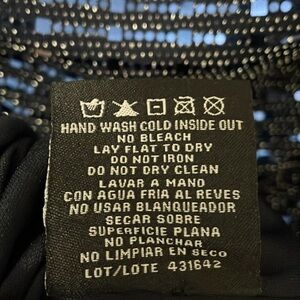 HAND WASH COLD INSIDE OUT
NO BLEACH
LAY FLAT TO DRY
DO NOT IRON
DO NOT DRY CLEAN
LAVAR A MANO
CON AGUA FRIA AL REVES
NO USAR BLANQUEADOR
SECAR SOBRE
SUPERFICIE PLANA
NO PLANCHAR
NO LIMPIAR EN SECO
LOT/LOTE 431642